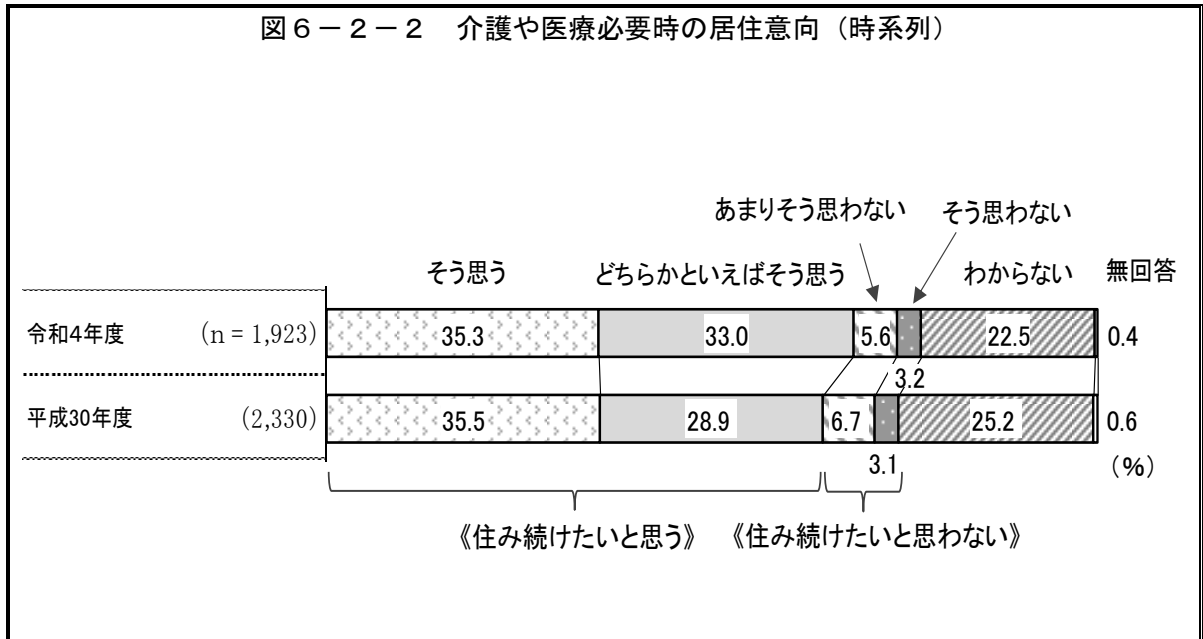 図6-2-2 介護や医療必要時の居住意向(時系列)
あまりそう思わない そう思わない
そう思う どちらかといえばそう思う わからない 無回答
令和4年度 (n = 1,923) 35.3 33.0 5.6 22.5 0.4
3.2
平成30年度 (2,330) 35.5 28.9 6.7 25.2 0.6
3.1 (%)
《住み続けたいと思う》 《住み続けたいと思わない》